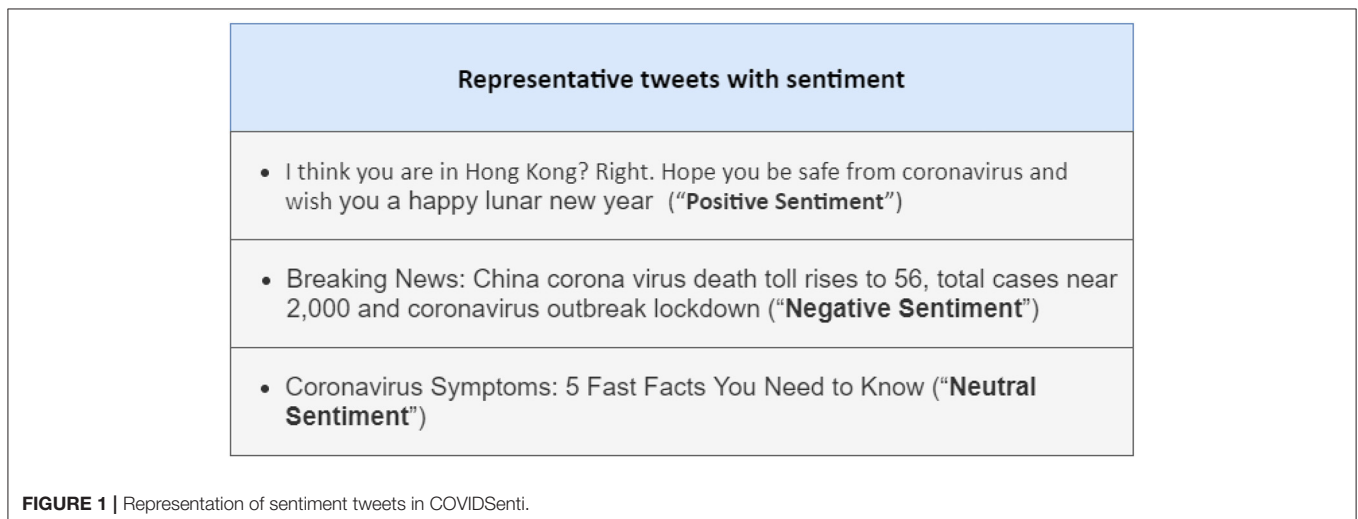 Representative tweets with sentiment
• I think you are in Hong Kong? Right. Hope you be safe from coronavirus and
wish you a happy lunar new year (“Positive Sentiment”)
• Breaking News: China corona virus death toll rises to 56, total cases near
2,000 and coronavirus outbreak lockdown (“Negative Sentiment”)
• Coronavirus Symptoms: 5 Fast Facts You Need to Know (“Neutral
Sentiment”)
FIGURE 1 | Representation of sentiment tweets in COVIDSenti.